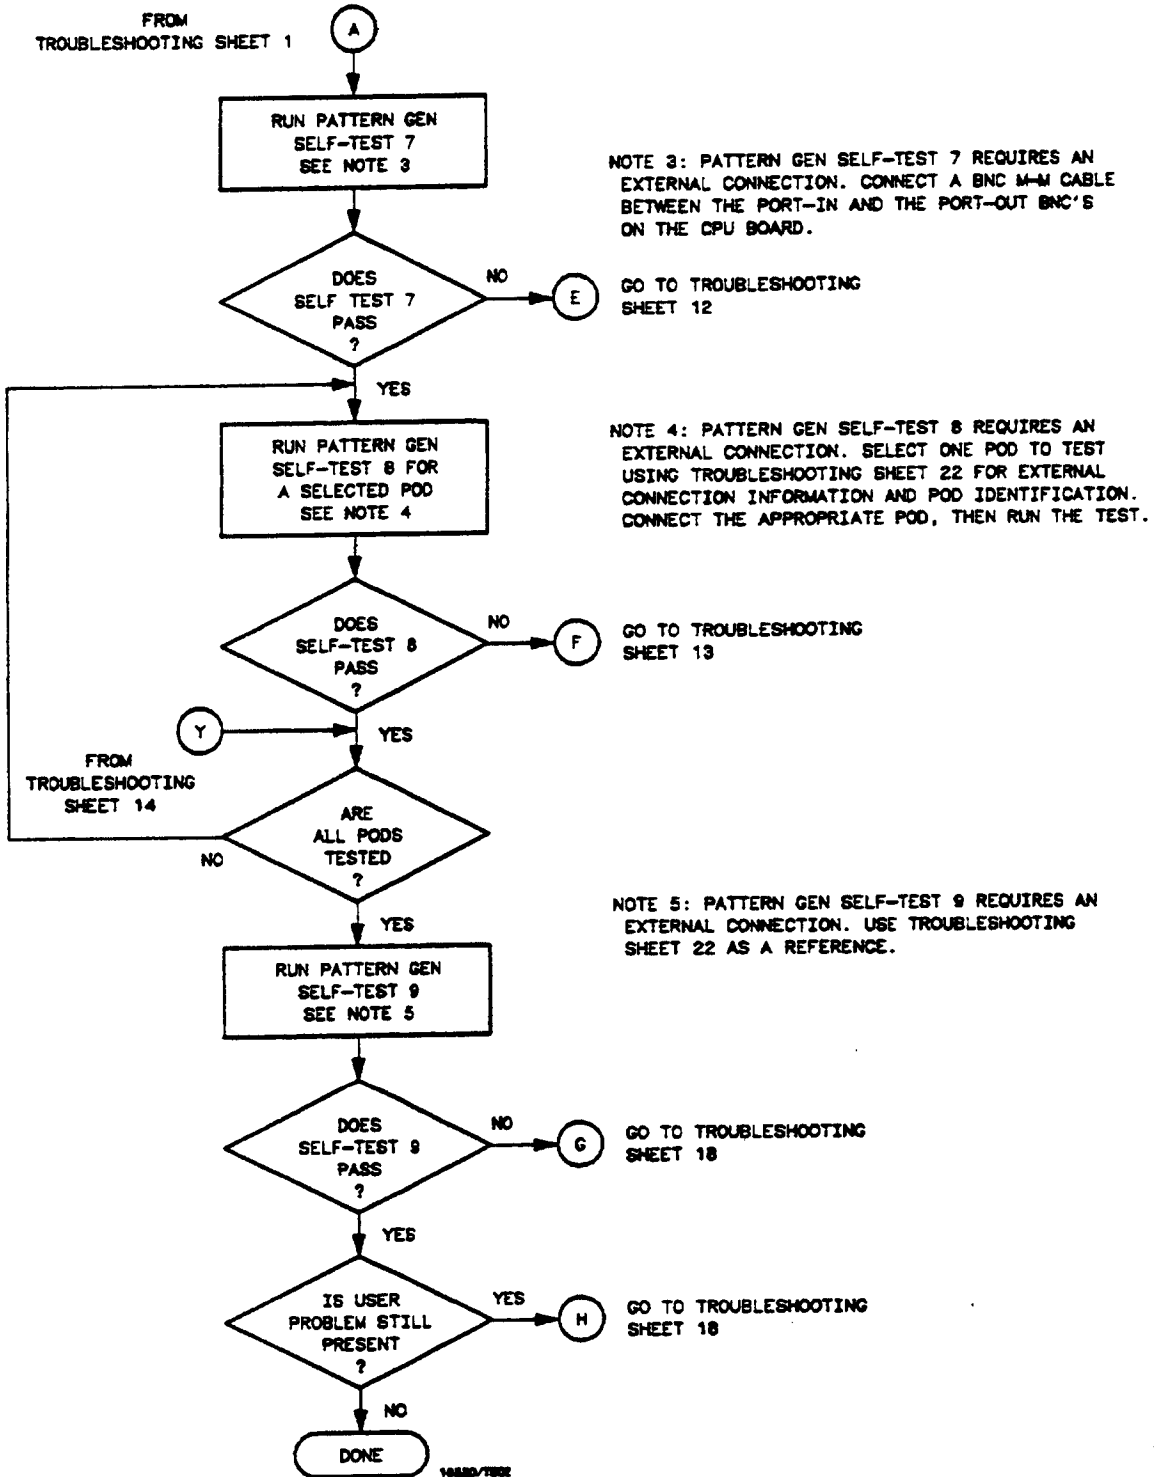 FROM
TROUBLESHOOTING SHEET 1
A
RUN PATTERN GEN
SELF-TEST 7
SEE NOTE 3
NOTE 3: PATTERN GEN SELF-TEST 7 REQUIRES AN
EXTERNAL CONNECTION. CONNECT A BNC M-M CABLE
BETWEEN THE PORT-IN AND THE PORT-OUT BNC'S
ON THE CPU BOARD.
DOES
SELF TEST 7
PASS
?
NO
E
GO TO TROUBLESHOOTING
SHEET 12
YES
RUN PATTERN GEN
SELF-TEST 8 FOR
A SELECTED POD
SEE NOTE 4
NOTE 4: PATTERN GEN SELF-TEST 8 REQUIRES AN
EXTERNAL CONNECTION. SELECT ONE POD TO TEST
USING TROUBLESHOOTING SHEET 22 FOR EXTERNAL
CONNECTION INFORMATION AND POD IDENTIFICATION.
CONNECT THE APPROPRIATE POD, THEN RUN THE TEST.
DOES
SELF-TEST 8
PASS
?
NO
F
GO TO TROUBLESHOOTING
SHEET 13
YES
Y
FROM
TROUBLESHOOTING
SHEET 14
ARE
ALL PODS
TESTED
?
NO
YES
NOTE 5: PATTERN GEN SELF-TEST 9 REQUIRES AN
EXTERNAL CONNECTION. USE TROUBLESHOOTING
SHEET 22 AS A REFERENCE.
RUN PATTERN GEN
SELF-TEST 9
SEE NOTE 5
DOES
SELF-TEST 9
PASS
?
NO
G
GO TO TROUBLESHOOTING
SHEET 18
YES
IS USER
PROBLEM STILL
PRESENT
?
YES
H
GO TO TROUBLESHOOTING
SHEET 18
NO
DONE